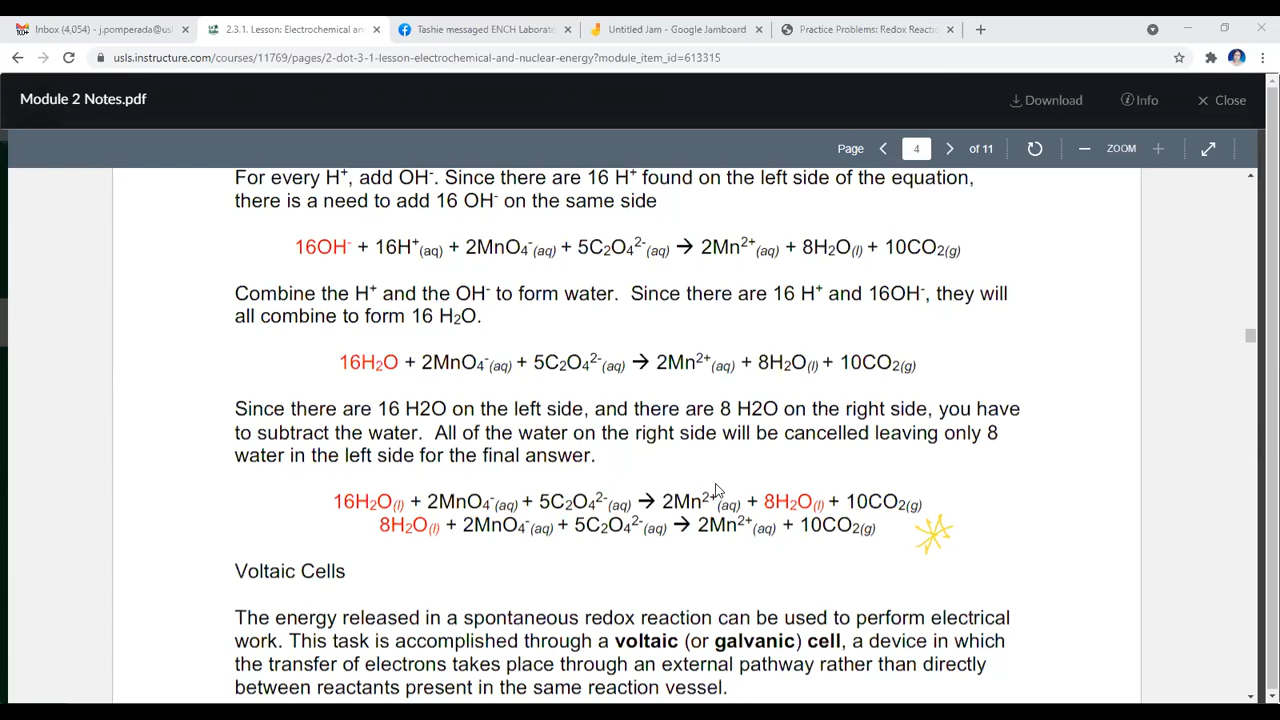 Inbox (4,054) - j.pomperada@us
2.3.1. Lesson: Electrochemical an
Tashie messaged ENCH Laborato
Untitled Jam - Google Jamboard
Practice Problems: Redox Reacti
usls.instructure.com/courses/11769/pages/2-dot-3-1-lesson-electrochemical-and-nuclear-energy?module_item_id=613315
Module 2 Notes.pdf
Download
Info
Close
Page
4
of 11
ZOOM
For every H⁺, add OH⁻. Since there are 16 H⁺ found on the left side of the equation,
there is a need to add 16 OH⁻ on the same side
16OH⁻ + 16H⁺(aq) + 2MnO₄⁻(aq) + 5C₂O₄²⁻(aq) → 2Mn²⁺(aq) + 8H₂O(l) + 10CO₂(g)
Combine the H⁺ and the OH⁻ to form water. Since there are 16 H⁺ and 16OH⁻, they will
all combine to form 16 H₂O.
16H₂O + 2MnO₄⁻(aq) + 5C₂O₄²⁻(aq) → 2Mn²⁺(aq) + 8H₂O(l) + 10CO₂(g)
Since there are 16 H2O on the left side, and there are 8 H2O on the right side, you have
to subtract the water. All of the water on the right side will be cancelled leaving only 8
water in the left side for the final answer.
16H₂O(l) + 2MnO₄⁻(aq) + 5C₂O₄²⁻(aq) → 2Mn²⁺(aq) + 8H₂O(l) + 10CO₂(g)
8H₂O(l) + 2MnO₄⁻(aq) + 5C₂O₄²⁻(aq) → 2Mn²⁺(aq) + 10CO₂(g)
Voltaic Cells
The energy released in a spontaneous redox reaction can be used to perform electrical
work. This task is accomplished through a voltaic (or galvanic) cell, a device in which
the transfer of electrons takes place through an external pathway rather than directly
between reactants present in the same reaction vessel.